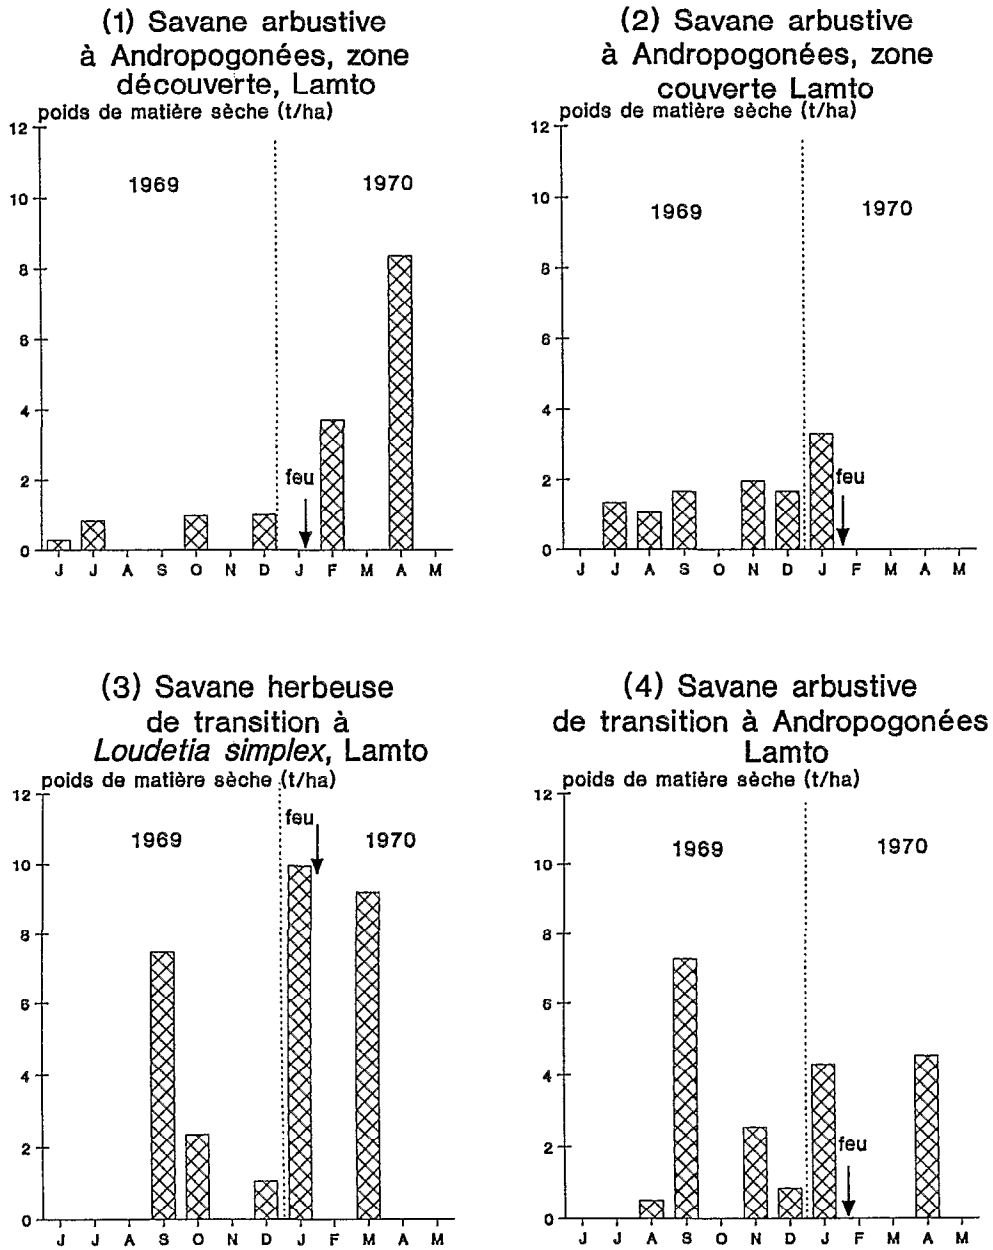 (1) Savane arbustive
à Andropogonées, zone
découverte, Lamto
poids de matière sèche (t/ha)
12
1969
1970
10
8
6
4
2
feu
0
J J A S O N D J F M A M
(2) Savane arbustive
à Andropogonées, zone
couverte Lamto
poids de matière sèche (t/ha)
12
10
1969
1970
8
6
4
2
feu
0
J J A S O N D J F M A M
(3) Savane herbeuse
de transition à
Loudetia simplex, Lamto
poids de matière sèche (t/ha)
12
feu
1969
1970
10
8
6
4
2
0
J J A S O N D J F M A M
(4) Savane arbustive
de transition à Andropogonées
Lamto
poids de matière sèche (t/ha)
12
1969
1970
10
8
6
4
2
feu
0
J J A S O N D J F M A M